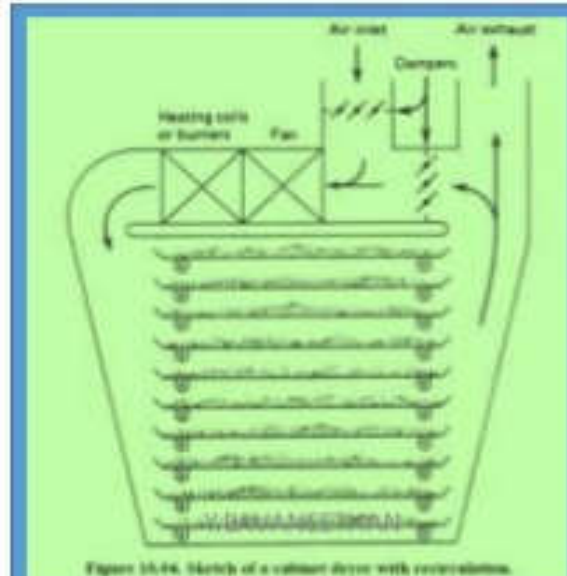 Air inlet
Air exhaust
Dampers
Heating coils
or burners
Fan
Sketch of a cabinet dryer with recirculation.